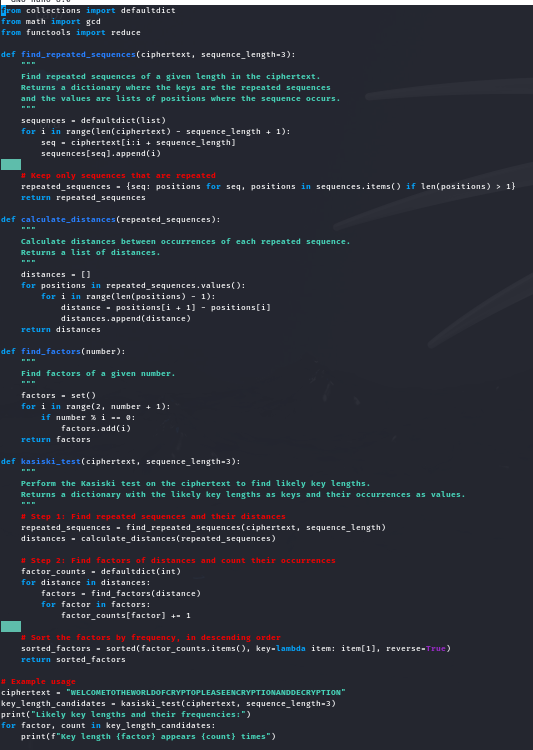 from collections import defaultdict
from math import gcd
from functools import reduce

def find_repeated_sequences(ciphertext, sequence_length=3):
    """
    Find repeated sequences of a given length in the ciphertext.
    Returns a dictionary where the keys are the repeated sequences
    and the values are lists of positions where the sequence occurs.
    """
    sequences = defaultdict(list)
    for i in range(len(ciphertext) - sequence_length + 1):
        seq = ciphertext[i:i + sequence_length]
        sequences[seq].append(i)

    # Keep only sequences that are repeated
    repeated_sequences = {seq: positions for seq, positions in sequences.items() if len(positions) > 1}
    return repeated_sequences

def calculate_distances(repeated_sequences):
    """
    Calculate distances between occurrences of each repeated sequence.
    Returns a list of distances.
    """
    distances = []
    for positions in repeated_sequences.values():
        for i in range(len(positions) - 1):
            distance = positions[i + 1] - positions[i]
            distances.append(distance)
    return distances

def find_factors(number):
    """
    Find factors of a given number.
    """
    factors = set()
    for i in range(2, number + 1):
        if number % i == 0:
            factors.add(i)
    return factors

def kasiski_test(ciphertext, sequence_length=3):
    """
    Perform the Kasiski test on the ciphertext to find likely key lengths.
    Returns a dictionary with the likely key lengths as keys and their occurrences as values.
    """
    # Step 1: Find repeated sequences and their distances
    repeated_sequences = find_repeated_sequences(ciphertext, sequence_length)
    distances = calculate_distances(repeated_sequences)

    # Step 2: Find factors of distances and count their occurrences
    factor_counts = defaultdict(int)
    for distance in distances:
        factors = find_factors(distance)
        for factor in factors:
            factor_counts[factor] += 1

    # Sort the factors by frequency, in descending order
    sorted_factors = sorted(factor_counts.items(), key=lambda item: item[1], reverse=True)
    return sorted_factors

# Example usage
ciphertext = "WELCOMETOTHEWORLDOFCRYPTOPLEASEENCRYPTIONANDDECRYPTION"
key_length_candidates = kasiski_test(ciphertext, sequence_length=3)
print("Likely key lengths and their frequencies:")
for factor, count in key_length_candidates:
    print(f"Key length {factor} appears {count} times")